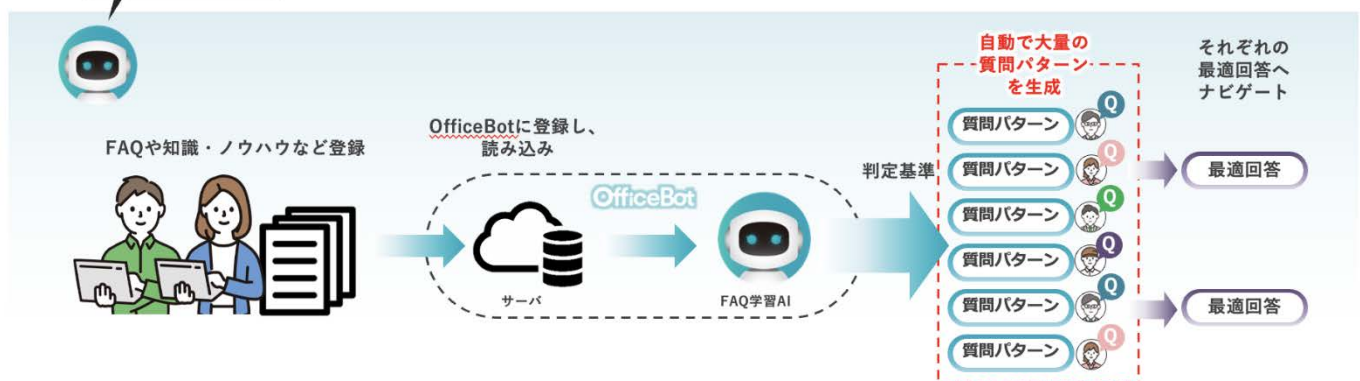 FAQや知識・ノウハウなど登録
OfficeBotに登録し、
読み込み
OfficeBot
サーバ
FAQ学習AI
判定基準
自動で大量の
質問パターン
を生成
質問パターン
Q
質問パターン
Q
質問パターン
Q
質問パターン
Q
質問パターン
Q
質問パターン
Q
それぞれの
最適回答へ
ナビゲート
最適回答
最適回答